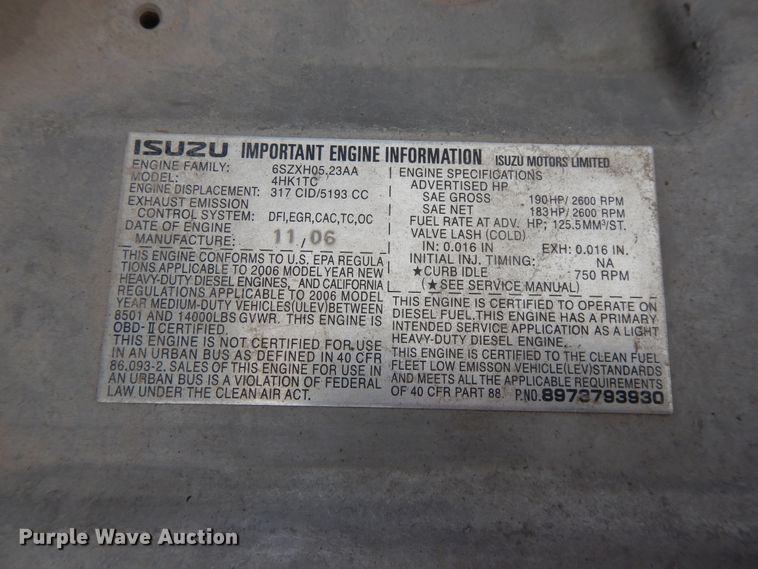 ISUZU IMPORTANT ENGINE INFORMATION ISUZU MOTORS LIMITED
ENGINE FAMILY: 6SZXH05.23AA
MODEL: 4HK1TC
ENGINE DISPLACEMENT: 317 CID/5193 CC
EXHAUST EMISSION
CONTROL SYSTEM: DFI,EGR,CAC,TC,OC
DATE OF ENGINE
MANUFACTURE: 11/06
THIS ENGINE CONFORMS TO U.S. EPA REGULA
TIONS APPLICABLE TO 2006 MODEL YEAR NEW
HEAVY-DUTY DIESEL ENGINES, AND CALIFORNIA
REGULATIONS APPLICABLE TO 2006 MODEL
YEAR MEDIUM-DUTY VEHICLES(ULEV)BETWEEN
8501 AND 14000LBS GVWR. THIS ENGINE IS
OBD-II CERTIFIED.
THIS ENGINE IS NOT CERTIFIED FOR USE
IN AN URBAN BUS AS DEFINED IN 40 CFR
86.093-2. SALES OF THIS ENGINE FOR USE IN
AN URBAN BUS IS A VIOLATION OF FEDERAL
LAW UNDER THE CLEAN AIR ACT.
ENGINE SPECIFICATIONS
ADVERTISED HP
SAE GROSS 190HP/2600 RPM
SAE NET 183HP/2600 RPM
FUEL RATE AT ADV. HP; 125.5MM³/ST.
VALVE LASH (COLD)
IN: 0.016 IN EXH: 0.016 IN.
INITIAL INJ. TIMING: NA
★CURB IDLE 750 RPM
(★SEE SERVICE MANUAL)
THIS ENGINE IS CERTIFIED TO OPERATE ON
DIESEL FUEL.THIS ENGINE HAS A PRIMARY
INTENDED SERVICE APPLICATION AS A LIGHT
HEAVY-DUTY DIESEL ENGINE.
THIS ENGINE IS CERTIFIED TO THE CLEAN FUEL
FLEET LOW EMISSON VEHICLE(LEV)STANDARDS
AND MEETS ALL THE APPLICABLE REQUIREMENTS
OF 40 CFR PART 88. P.NO.8973793930
Purple Wave Auction